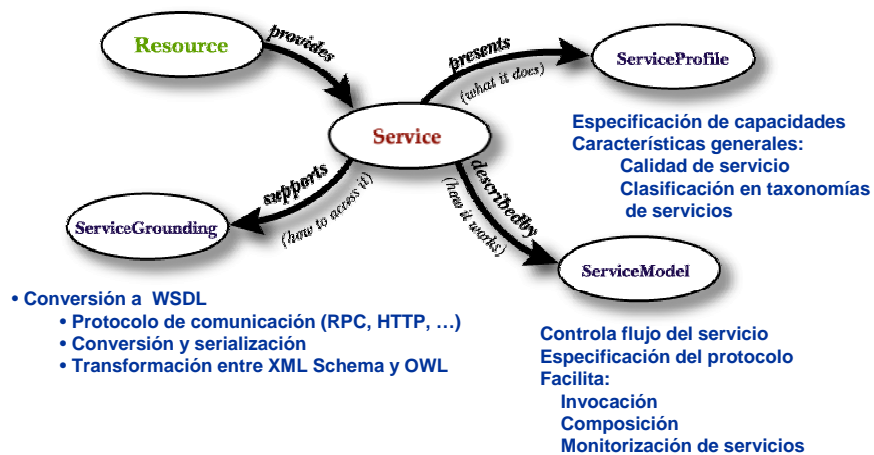 Resource
provides
presents
(what it does)
ServiceProfile
Service
Especificación de capacidades
Características generales:
Calidad de servicio
Clasificación en taxonomías
de servicios
supports
(how to access it)
describedby
(how it works)
ServiceGrounding
ServiceModel
• Conversión a WSDL
• Protocolo de comunicación (RPC, HTTP, …)
• Conversión y serialización
• Transformación entre XML Schema y OWL
Controla flujo del servicio
Especificación del protocolo
Facilita:
Invocación
Composición
Monitorización de servicios